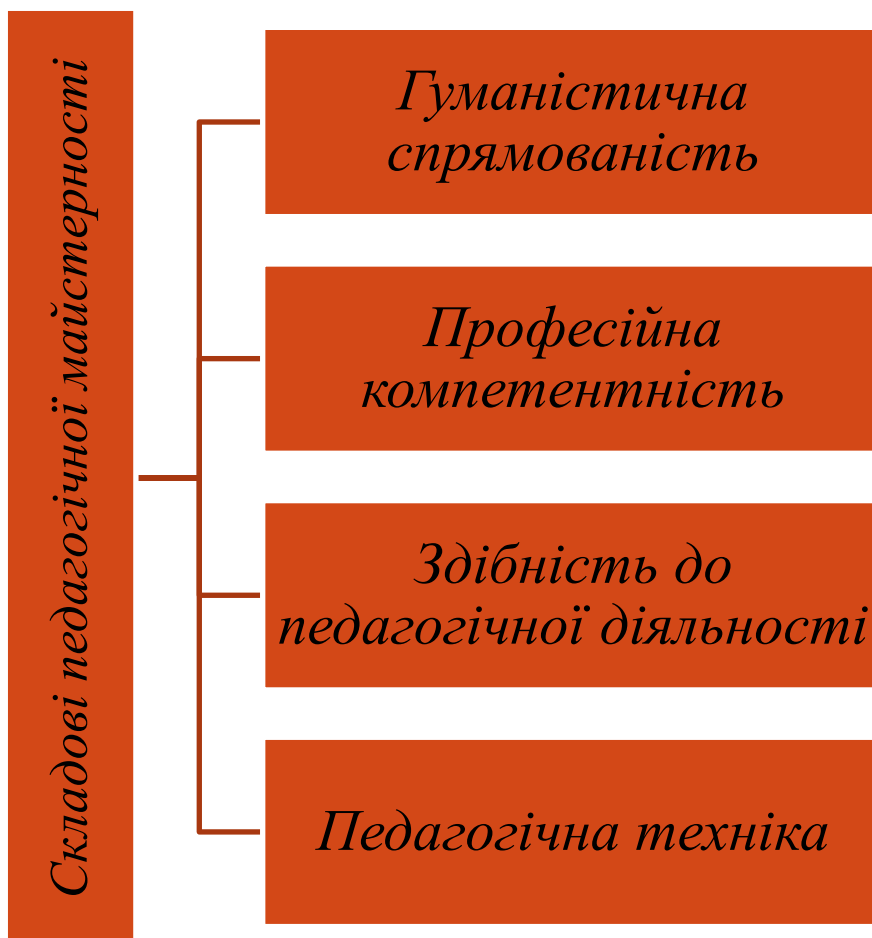 Складові педагогічної майстерності
Гуманістична
спрямованість
Професійна
компетентність
Здібність до
педагогічної діяльності
Педагогічна техніка